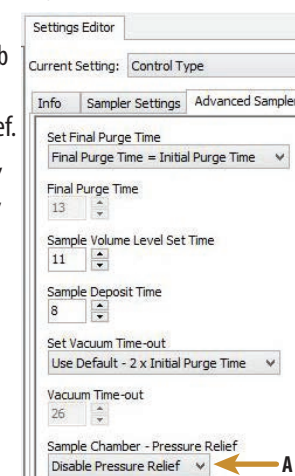 Settings Editor
Current Setting: Control Type
Info Sampler Settings Advanced Sampler
Set Final Purge Time
Final Purge Time = Initial Purge Time
Final Purge Time
13
Sample Volume Level Set Time
11
Sample Deposit Time
8
Set Vacuum Time-out
Use Default - 2 x Initial Purge Time
Vacuum Time-out
26
Sample Chamber - Pressure Relief
Disable Pressure Relief A